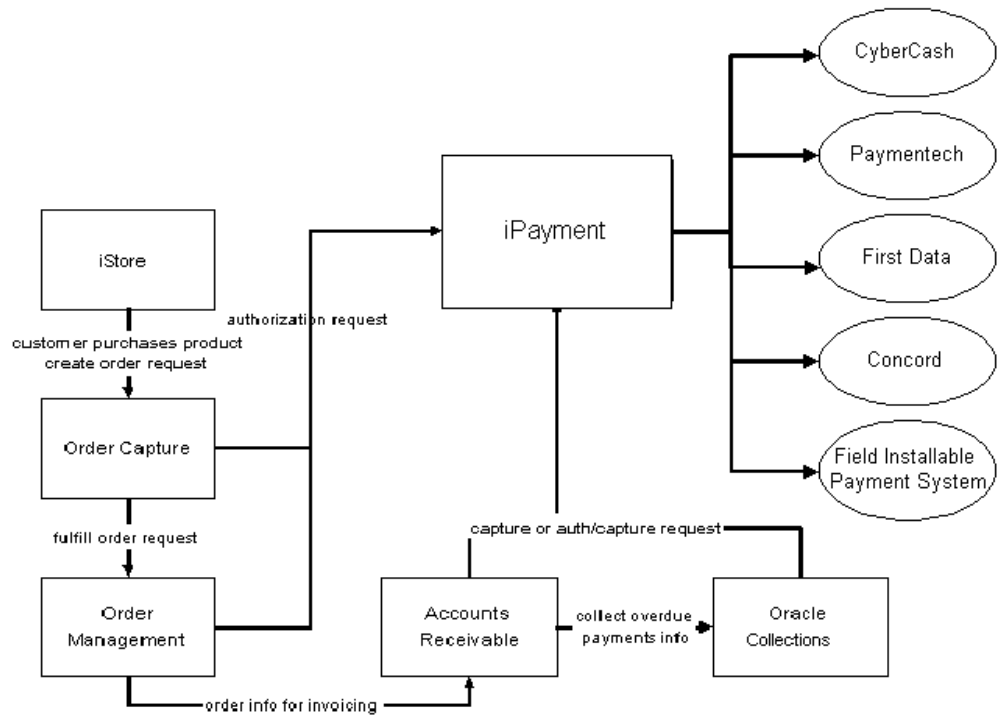 CyberCash
Paymentech
iPayment
First Data
iStore
authorization request
customer purchases product
create order request
Concord
Order Capture
Field Installable
Payment System
fulfill order request
capture or auth/capture request
Order
Management
Accounts
Receivable
collect overdue
payments info
Oracle
Collections
order info for invoicing